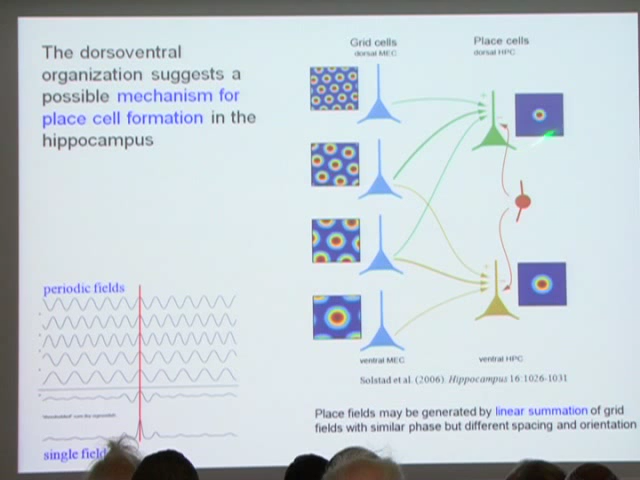 The dorsoventral
organization suggests a
possible mechanism for
place cell formation in the
hippocampus
Grid cells
dorsal MEC
Place cells
dorsal HPC
+
-
+
-
ventral MEC
ventral HPC
Solstad et al. (2006). Hippocampus 16:1026-1031
Place fields may be generated by linear summation of grid
fields with similar phase but different spacing and orientation
periodic fields
single field